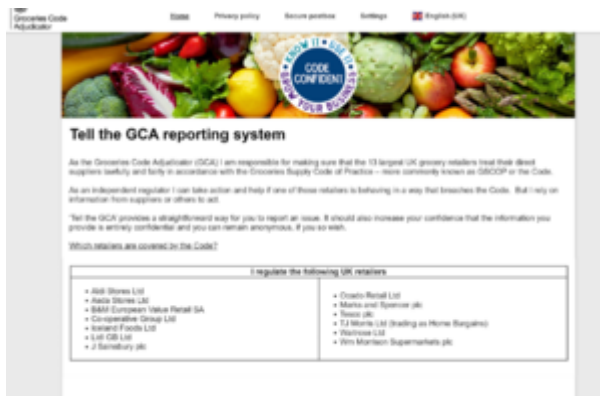 Groceries Code
Adjudicator
Home Privacy policy Secure postbox Settings English (UK)
KNOW IT • USE IT
CODE
CONFIDENT
GROW YOUR BUSINESS
Tell the GCA reporting system
As the Groceries Code Adjudicator (GCA) I am responsible for making sure that the 13 largest UK grocery retailers treat their direct
suppliers lawfully and fairly in accordance with the Groceries Supply Code of Practice – more commonly known as GSCOP or the Code.
As an independent regulator I can take action and help if one of those retailers is behaving in a way that breaches the Code. But I rely on
information from suppliers or others to act.
'Tell the GCA' provides a straightforward way for you to report an issue. It should also increase your confidence that the information you
provide is entirely confidential and you can remain anonymous, if you so wish.
Which retailers are covered by the Code?
I regulate the following UK retailers
• Aldi Stores Ltd
• Asda Stores Ltd
• B&M European Value Retail SA
• Co-operative Group Ltd
• Iceland Foods Ltd
• Lidl GB Ltd
• J Sainsbury plc
• Ocado Retail Ltd
• Marks and Spencer plc
• Tesco plc
• TJ Morris Ltd (trading as Home Bargains)
• Waitrose Ltd
• Wm Morrison Supermarkets plc